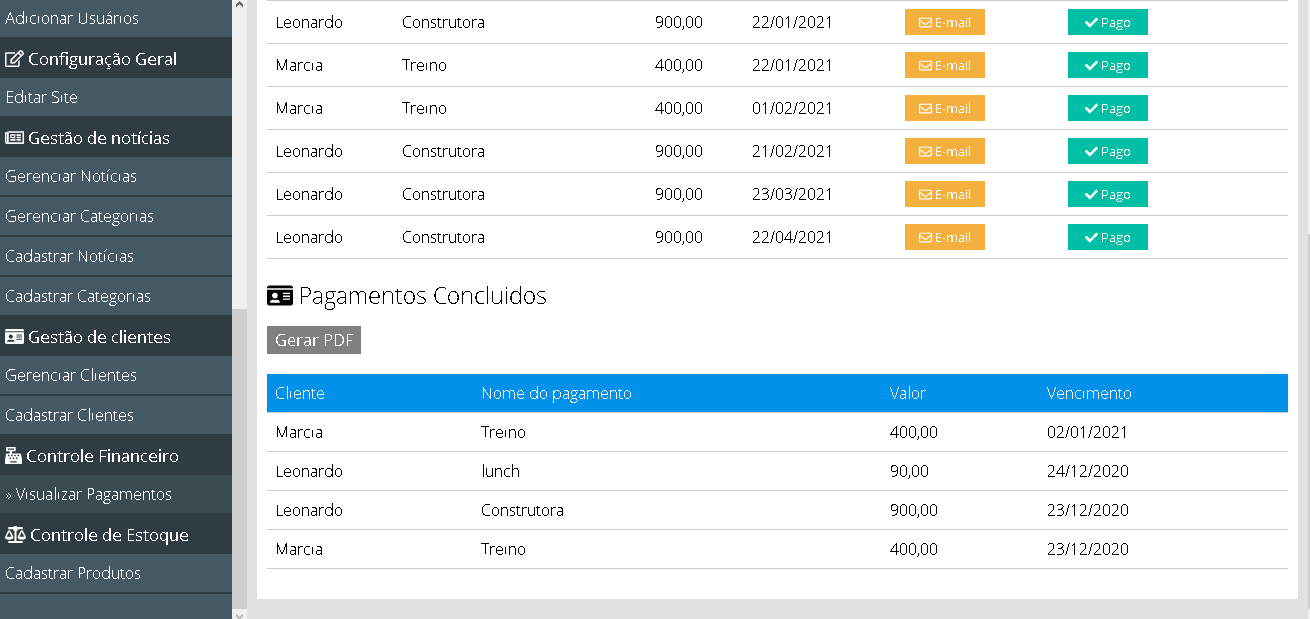 Adicionar Usuários
Configuração Geral
Editar Site
Gestão de notícias
Gerenciar Notícias
Gerenciar Categorias
Cadastrar Notícias
Cadastrar Categorias
Gestão de clientes
Gerenciar Clientes
Cadastrar Clientes
Controle Financeiro
» Visualizar Pagamentos
Controle de Estoque
Cadastrar Produtos
Leonardo Construtora 900,00 22/01/2021 E-mail Pago
Marcia Treino 400,00 22/01/2021 E-mail Pago
Marcia Treino 400,00 01/02/2021 E-mail Pago
Leonardo Construtora 900,00 21/02/2021 E-mail Pago
Leonardo Construtora 900,00 23/03/2021 E-mail Pago
Leonardo Construtora 900,00 22/04/2021 E-mail Pago
Pagamentos Concluidos
Gerar PDF
Cliente Nome do pagamento Valor Vencimento
Marcia Treino 400,00 02/01/2021
Leonardo lunch 90,00 24/12/2020
Leonardo Construtora 900,00 23/12/2020
Marcia Treino 400,00 23/12/2020